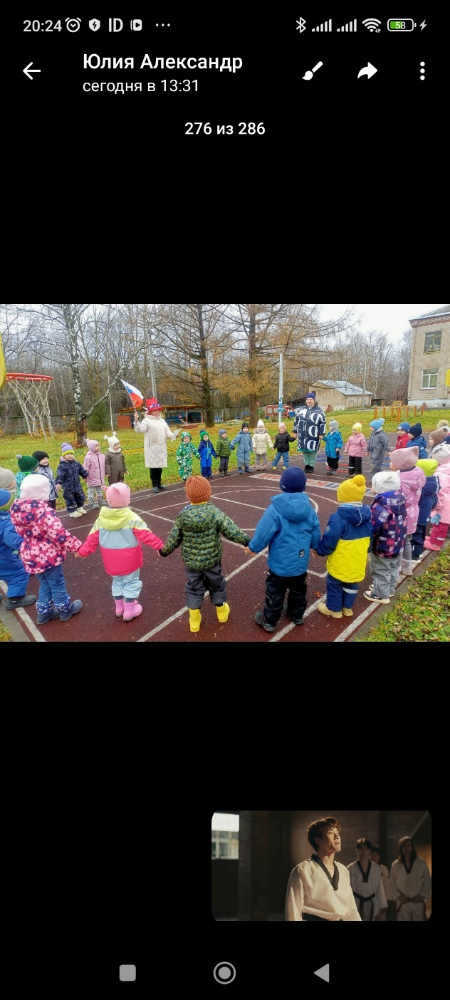 20:24 ID 58
Юлия Александр
сегодня в 13:31
276 из 286